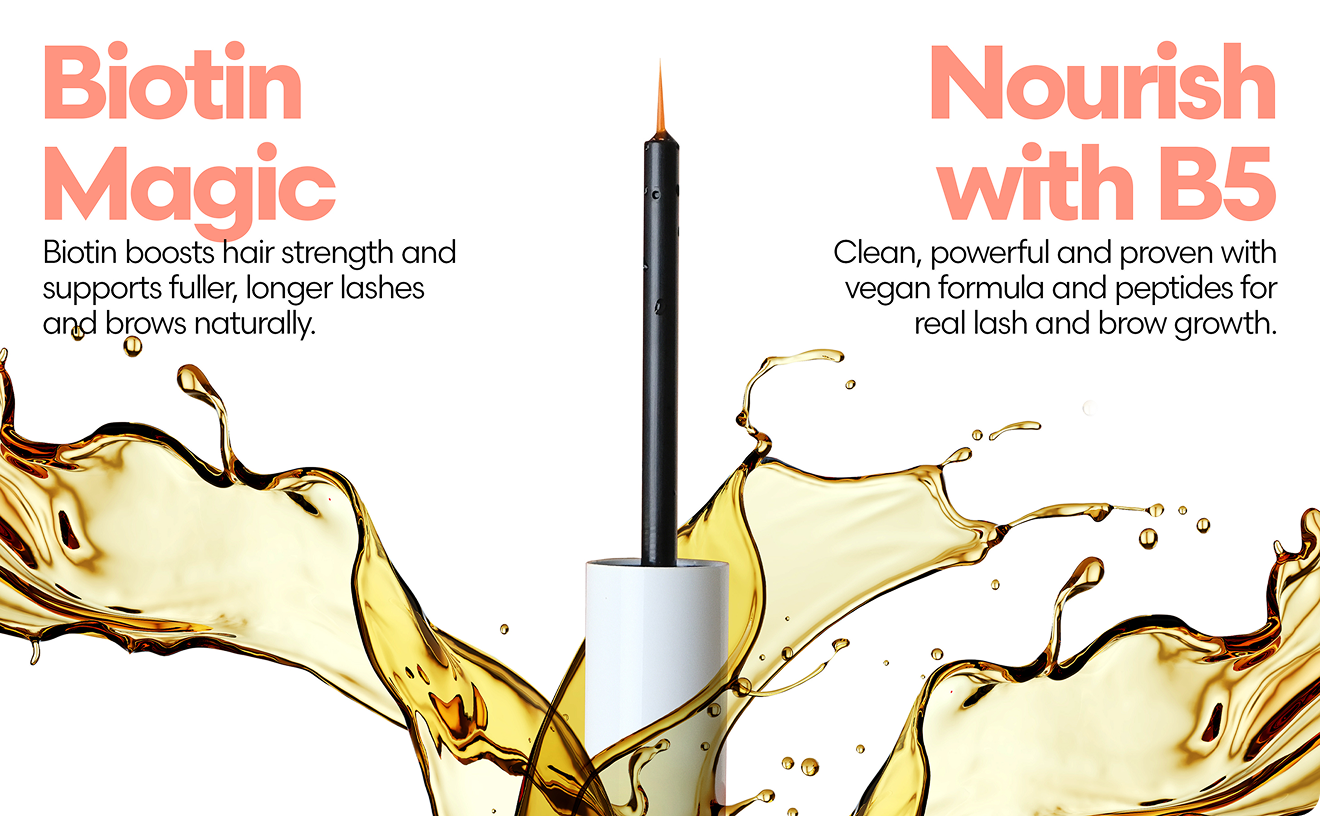 Biotin
Magic
Biotin boosts hair strength and
supports fuller, longer lashes
and brows naturally.
Nourish
with B5
Clean, powerful and proven with
vegan formula and peptides for
real lash and brow growth.